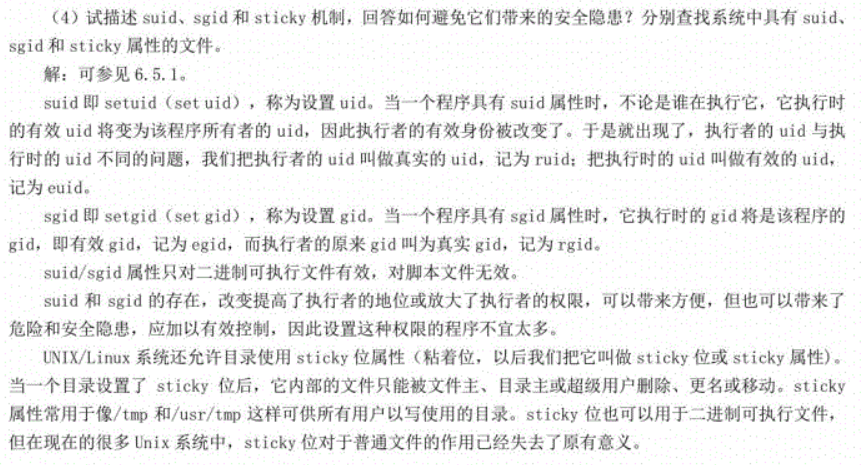 （4）试描述 suid、sgid 和 sticky 机制，回答如何避免它们带来的安全隐患？分别查找系统中具有 suid、
sgid 和 sticky 属性的文件。
解：可参见 6.5.1。
suid 即 setuid（set uid），称为设置 uid。当一个程序具有 suid 属性时，不论是谁在执行它，它执行时
的有效 uid 将变为该程序所有者的 uid，因此执行者的有效身份被改变了。于是就出现了，执行者的 uid 与执
行时的 uid 不同的问题，我们把执行者的 uid 叫做真实的 uid，记为 ruid；把执行时的 uid 叫做有效的 uid，
记为 euid。
sgid 即 setgid（set gid），称为设置 gid。当一个程序具有 sgid 属性时，它执行时的 gid 将是该程序的
gid，即有效 gid，记为 egid，而执行者的原来 gid 叫为真实 gid，记为 rgid。
suid/sgid 属性只对二进制可执行文件有效，对脚本文件无效。
suid 和 sgid 的存在，改变提高了执行者的地位或放大了执行者的权限，可以带来方便，但也可以带来了
危险和安全隐患，应加以有效控制，因此设置这种权限的程序不宜太多。
UNIX/Linux 系统还允许目录使用 sticky 位属性（粘着位，以后我们把它叫做 sticky 位或 sticky 属性）。
当一个目录设置了 sticky 位后，它内部的文件只能被文件主、目录主或超级用户删除、更名或移动。sticky
属性常用于像/tmp 和/usr/tmp 这样可供所有用户以写使用的目录。sticky 位也可以用于二进制可执行文件，
但在现在的很多 Unix 系统中，sticky 位对于普通文件的作用已经失去了原有意义。